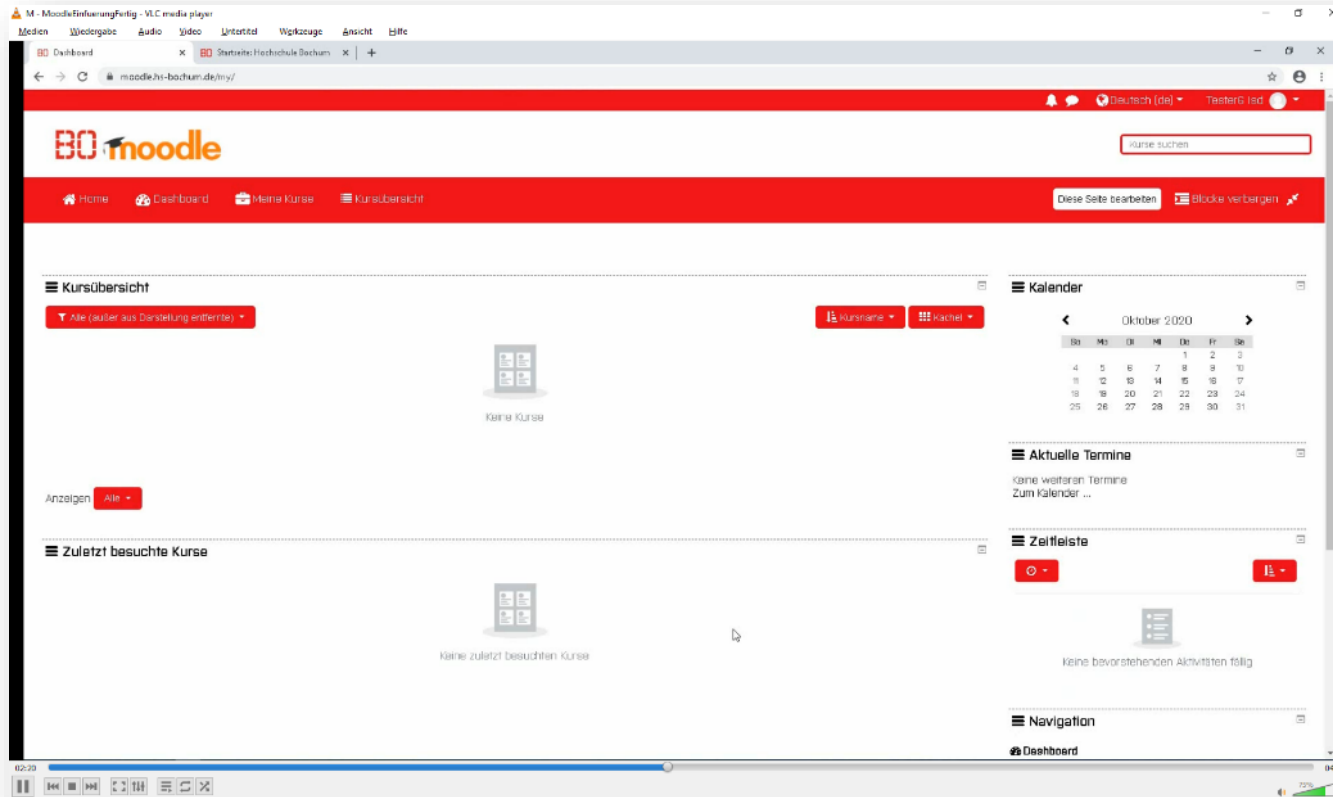 M - MoodleEinfuerungFertig - VLC media player
Medien Wiedergabe Audio Video Untertitel Werkzeuge Ansicht Hilfe
BO Dashboard × BO Startseite: Hochschule Bochum × +
moodle.hs-bochum.de/my/
Deutsch (de) TesterG isd
BO moodle
Kurse suchen
Home Dashboard Meine Kurse Kursübersicht Diese Seite bearbeiten Blöcke verbergen
Kursübersicht
Alle (außer aus Darstellung entfernte) Kursname Kachel
Keine Kurse
Anzeigen Alle
Zuletzt besuchte Kurse
Keine zuletzt besuchten Kurse
Kalender
Oktober 2020
So Mo Di Mi Do Fr Sa
1 2 3
4 5 6 7 8 9 10
11 12 13 14 15 16 17
18 19 20 21 22 23 24
25 26 27 28 29 30 31
Aktuelle Termine
Keine weiteren Termine
Zum Kalender ...
Zeitleiste
Keine bevorstehenden Aktivitäten fällig
Navigation
Dashboard
02:20
72%